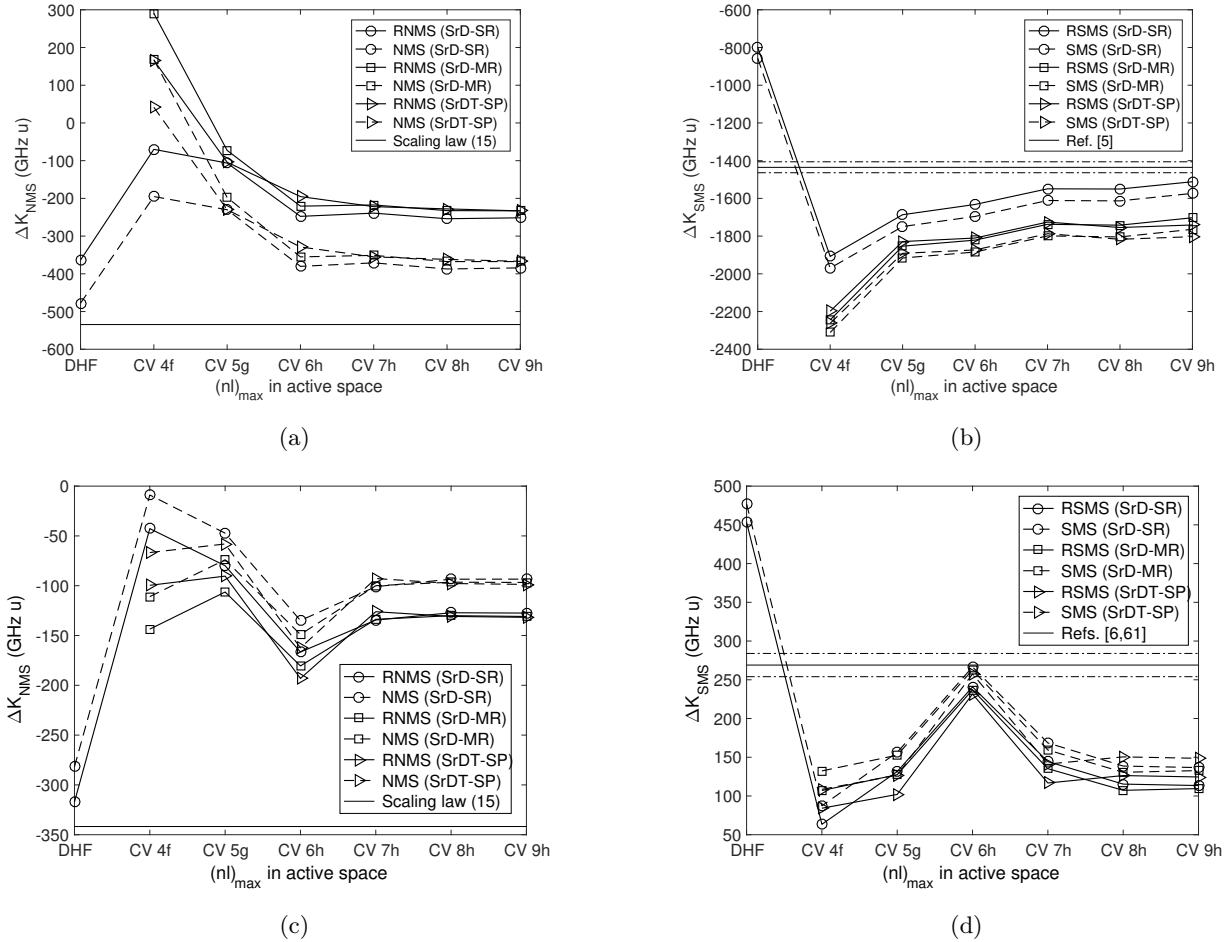 300
200
100
0
-100
-200
-300
-400
-500
-600
ΔK_NMS (GHz u)
RNMS (SrD-SR)
NMS (SrD-SR)
RNMS (SrD-MR)
NMS (SrD-MR)
RNMS (SrDT-SP)
NMS (SrDT-SP)
Scaling law (15)
DHF CV 4f CV 5g CV 6h CV 7h CV 8h CV 9h
(nl)_max in active space
(a)
-600
-800
-1000
-1200
-1400
-1600
-1800
-2000
-2200
-2400
ΔK_SMS (GHz u)
RSMS (SrD-SR)
SMS (SrD-SR)
RSMS (SrD-MR)
SMS (SrD-MR)
RSMS (SrDT-SP)
SMS (SrDT-SP)
Ref. [5]
DHF CV 4f CV 5g CV 6h CV 7h CV 8h CV 9h
(nl)_max in active space
(b)
0
-50
-100
-150
-200
-250
-300
-350
ΔK_NMS (GHz u)
RNMS (SrD-SR)
NMS (SrD-SR)
RNMS (SrD-MR)
NMS (SrD-MR)
RNMS (SrDT-SP)
NMS (SrDT-SP)
Scaling law (15)
DHF CV 4f CV 5g CV 6h CV 7h CV 8h CV 9h
(nl)_max in active space
(c)
500
450
400
350
300
250
200
150
100
50
ΔK_SMS (GHz u)
RSMS (SrD-SR)
SMS (SrD-SR)
RSMS (SrD-MR)
SMS (SrD-MR)
RSMS (SrDT-SP)
SMS (SrDT-SP)
Refs. [6,61]
DHF CV 4f CV 5g CV 6h CV 7h CV 8h CV 9h
(nl)_max in active space
(d)